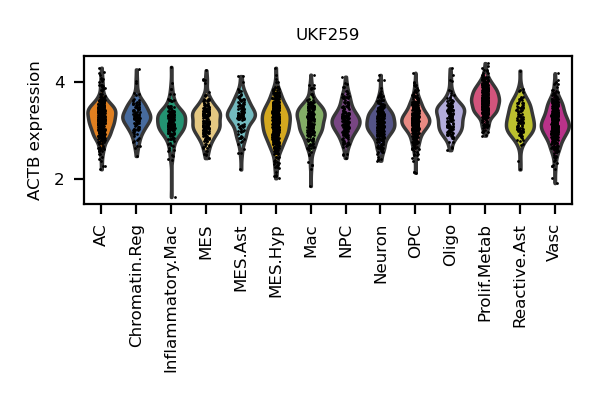 UKF259
ACTB expression
4
2
AC
Chromatin.Reg
Inflammatory.Mac
MES
MES.Ast
MES.Hyp
Mac
NPC
Neuron
OPC
Oligo
Prolif.Metab
Reactive.Ast
Vasc